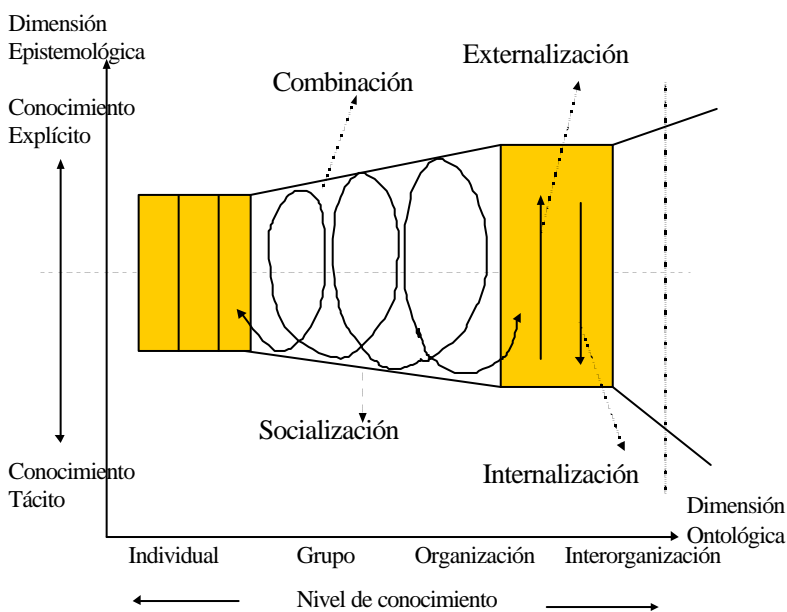 Dimensión
Epistemológica
Externalización
Combinación
Conocimiento
Explícito
Socialización
Internalización
Conocimiento
Tácito
Dimensión
Ontológica
Individual
Grupo
Organización
Interorganización
Nivel de conocimiento